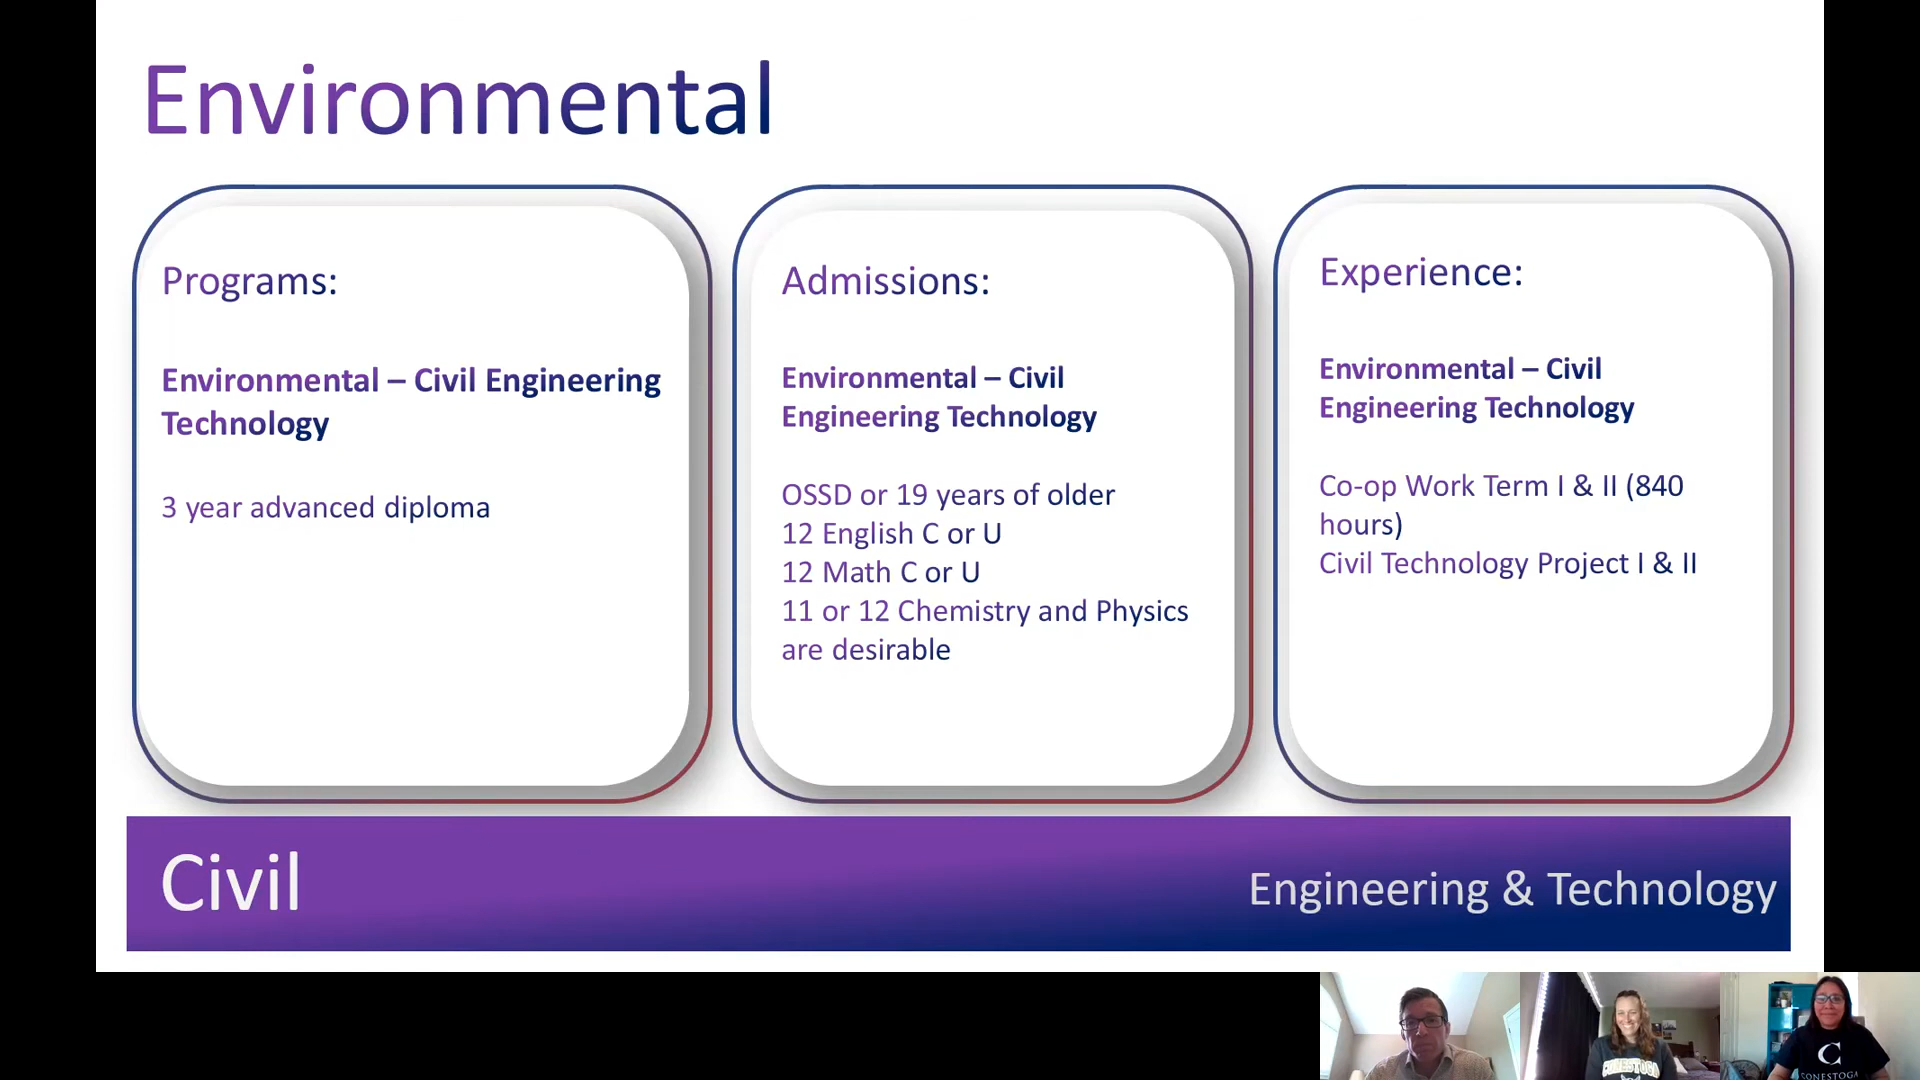 Environmental
Programs:
Environmental – Civil Engineering
Technology
3 year advanced diploma
Admissions:
Environmental – Civil
Engineering Technology
OSSD or 19 years of older
12 English C or U
12 Math C or U
11 or 12 Chemistry and Physics
are desirable
Experience:
Environmental – Civil
Engineering Technology
Co-op Work Term I & II (840
hours)
Civil Technology Project I & II
Civil
Engineering & Technology
CONESTOGA
C
CONESTOGA